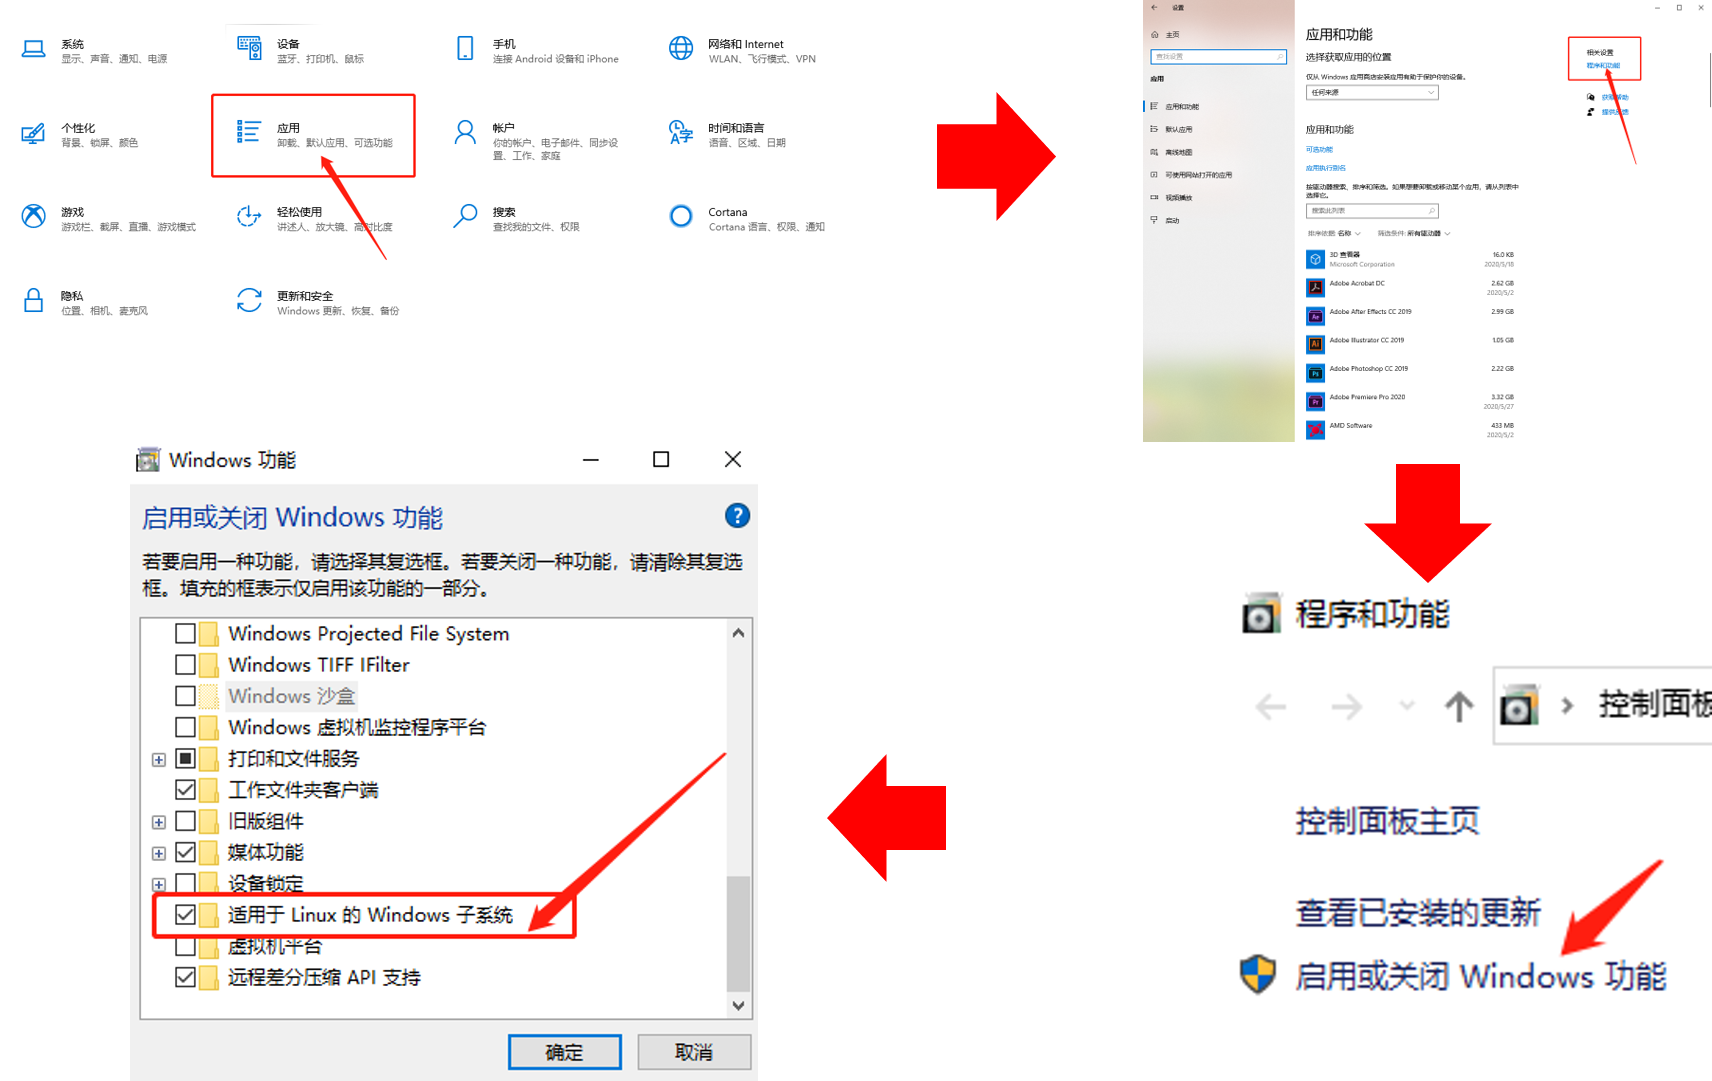 系统
显示、声音、通知、电源
设备
蓝牙、打印机、鼠标
手机
连接 Android 设备和 iPhone
网络和 Internet
WLAN、飞行模式、VPN
个性化
背景、锁屏、颜色
应用
卸载、默认应用、可选功能
帐户
你的帐户、电子邮件、同步设
置、工作、家庭
时间和语言
语音、区域、日期
游戏
游戏栏、截屏、直播、游戏模式
轻松使用
讲述人、放大镜、高对比度
搜索
查找我的文件、权限
Cortana
Cortana 语言、权限、通知
隐私
位置、相机、麦克风
更新和安全
Windows 更新、恢复、备份
设置
主页
查找设置
应用
应用和功能
默认应用
离线地图
可使用网站打开的应用
视频播放
启动
应用和功能
选择获取应用的位置
仅从 Windows 应用商店安装应用有助于保护你的设备。
任何来源
应用和功能
可选功能
应用执行别名
按驱动器搜索、排序和筛选。如果想要卸载或移动某个应用，请从列表中
选择它。
搜索此列表
排序依据: 名称
筛选条件: 所有驱动器
3D 查看器
16.0 KB
Microsoft Corporation
2020/5/18
Adobe Acrobat DC
2.62 GB
2020/5/2
Adobe After Effects CC 2019
2.99 GB
Adobe Illustrator CC 2019
1.05 GB
Adobe Photoshop CC 2019
2.22 GB
Adobe Premiere Pro 2020
3.32 GB
2020/5/27
AMD Software
433 MB
2020/5/2
相关设置
程序和功能
获取帮助
提供反馈
程序和功能
控制面板
控制面板主页
查看已安装的更新
启用或关闭 Windows 功能
Windows 功能
启用或关闭 Windows 功能
若要启用一种功能，请选择其复选框。若要关闭一种功能，请清除其复选
框。填充的框表示仅启用该功能的一部分。
Windows Projected File System
Windows TIFF IFilter
Windows 沙盒
Windows 虚拟机监控程序平台
打印和文件服务
工作文件夹客户端
旧版组件
媒体功能
设备锁定
适用于 Linux 的 Windows 子系统
虚拟机平台
远程差分压缩 API 支持
确定
取消